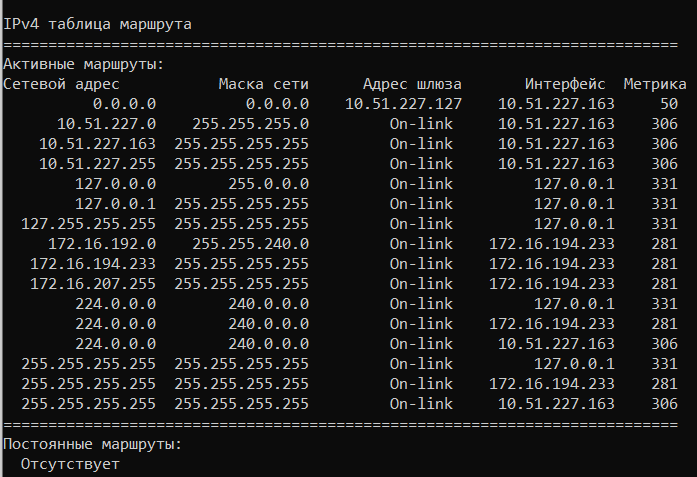 IPv4 таблица маршрута
===========================================================================
Активные маршруты:
Сетевой адрес           Маска сети      Адрес шлюза       Интерфейс  Метрика
          0.0.0.0          0.0.0.0    10.51.227.127    10.51.227.163     50
      10.51.227.0    255.255.255.0         On-link     10.51.227.163    306
    10.51.227.163  255.255.255.255         On-link     10.51.227.163    306
    10.51.227.255  255.255.255.255         On-link     10.51.227.163    306
        127.0.0.0        255.0.0.0         On-link         127.0.0.1    331
        127.0.0.1  255.255.255.255         On-link         127.0.0.1    331
  127.255.255.255  255.255.255.255         On-link         127.0.0.1    331
     172.16.192.0    255.255.240.0         On-link    172.16.194.233    281
   172.16.194.233  255.255.255.255         On-link    172.16.194.233    281
   172.16.207.255  255.255.255.255         On-link    172.16.194.233    281
        224.0.0.0        240.0.0.0         On-link         127.0.0.1    331
        224.0.0.0        240.0.0.0         On-link    172.16.194.233    281
        224.0.0.0        240.0.0.0         On-link     10.51.227.163    306
  255.255.255.255  255.255.255.255         On-link         127.0.0.1    331
  255.255.255.255  255.255.255.255         On-link    172.16.194.233    281
  255.255.255.255  255.255.255.255         On-link     10.51.227.163    306
===========================================================================
Постоянные маршруты:
  Отсутствует